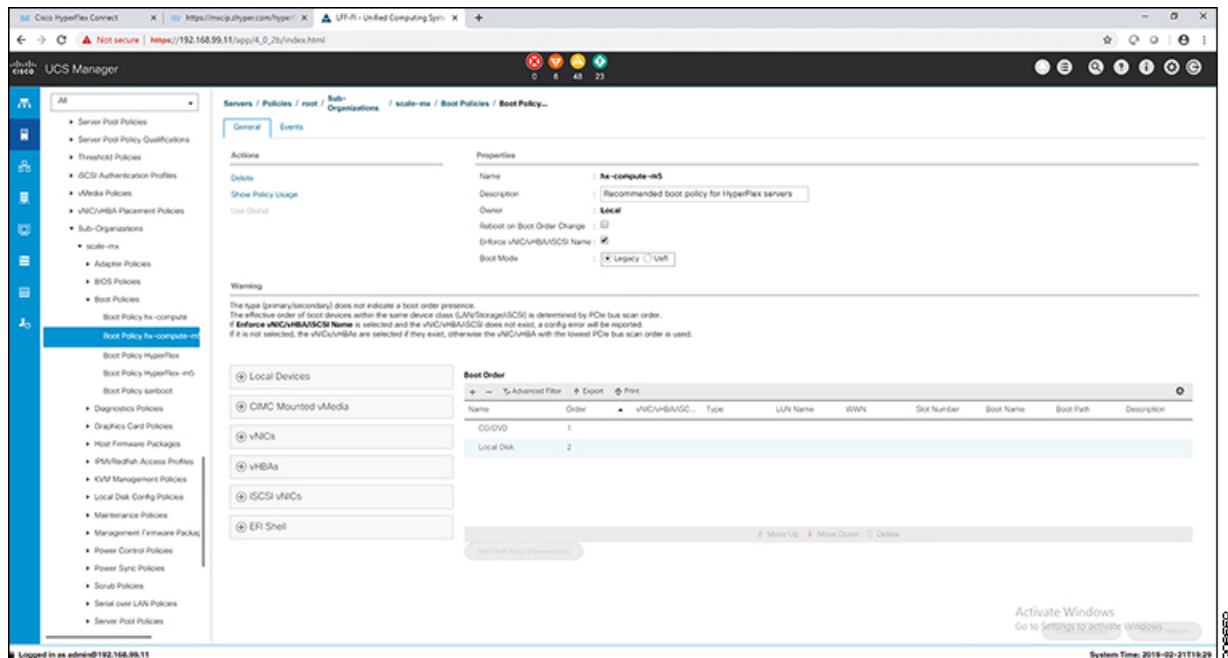 Cisco HyperFlex Connect
UFF-FI - Unified Computing Syste
Not secure
192.168.99.11/app/4_0_2b/index.html
cisco UCS Manager
0 6 48 23
All
Server Pool Policies
Server Pool Policy Qualifications
Threshold Policies
iSCSI Authentication Profiles
vMedia Policies
vNIC/vHBA Placement Policies
Sub-Organizations
scale-mx
Adapter Policies
BIOS Policies
Boot Policies
Boot Policy hx-compute
Boot Policy hx-compute-m5
Boot Policy HyperFlex
Boot Policy HyperFlex-m5
Boot Policy sanboot
Diagnostics Policies
Graphics Card Policies
Host Firmware Packages
IPMI/Redfish Access Profiles
KVM Management Policies
Local Disk Config Policies
Maintenance Policies
Management Firmware Packag
Power Control Policies
Power Sync Policies
Scrub Policies
Serial over LAN Policies
Server Pool Policies
Servers / Policies / root / Sub-Organizations / scale-mx / Boot Policies / Boot Policy...
General Events
Actions
Delete
Show Policy Usage
Use Global
Properties
Name : hx-compute-m5
Description : Recommended boot policy for HyperFlex servers
Owner : Local
Reboot on Boot Order Change :
Enforce vNIC/vHBA/iSCSI Name :
Boot Mode : Legacy Uefi
Warning
The type (primary/secondary) does not indicate a boot order presence.
The effective order of boot devices within the same device class (LAN/Storage/iSCSI) is determined by PCIe bus scan order.
If Enforce vNIC/vHBA/iSCSI Name is selected and the vNIC/vHBA/iSCSI does not exist, a config error will be reported.
If it is not selected, the vNICs/vHBAs are selected if they exist, otherwise the vNIC/vHBA with the lowest PCIe bus scan order is used.
Local Devices
CIMC Mounted vMedia
vNICs
vHBAs
iSCSI vNICs
EFI Shell
Boot Order
+ - Advanced Filter Export Print
Name Order vNIC/vHBA/iSC... Type LUN Name WWN Slot Number Boot Name Boot Path Description
CD/DVD 1
Local Disk 2
Move Up Move Down Delete
Set Uefi Boot Parameters
Activate Windows
Go to Settings to activate Windows.
Logged in as admin@192.168.99.11
System Time: 2019-02-21T19:29